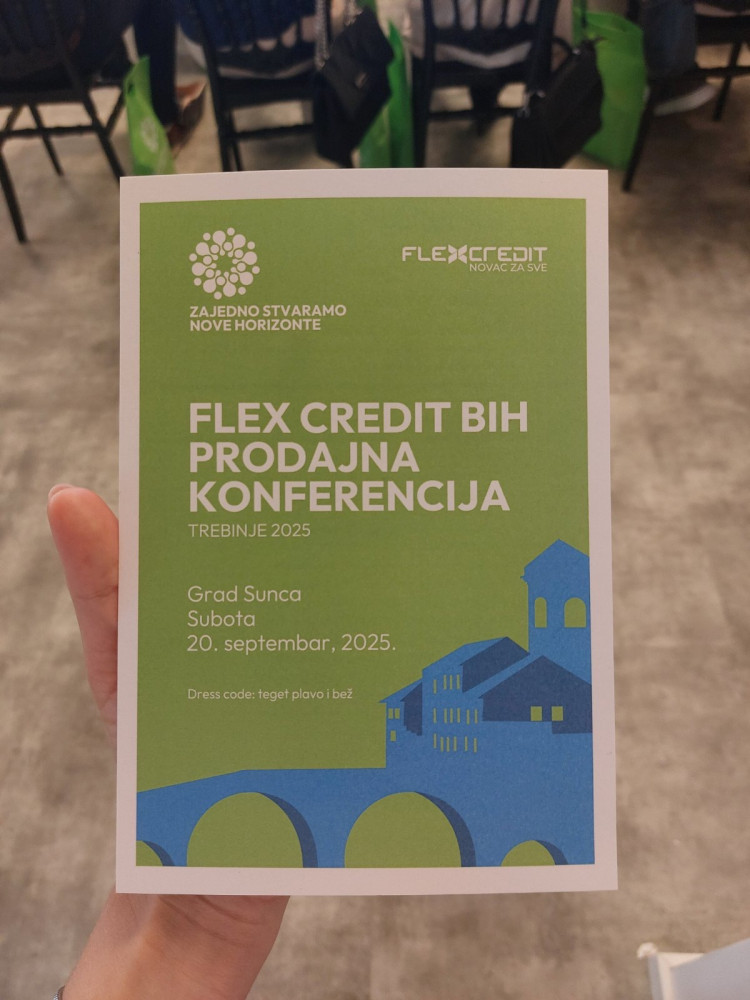 ZAJEDNO STVARAMO
NOVE HORIZONTE
FLEXCREDIT
NOVAC ZA SVE
FLEX CREDIT BIH
PRODAJNA
KONFERENCIJA
TREBINJE 2025
Grad Sunca
Subota
20. septembar, 2025.
Dress code: teget plavo i bež